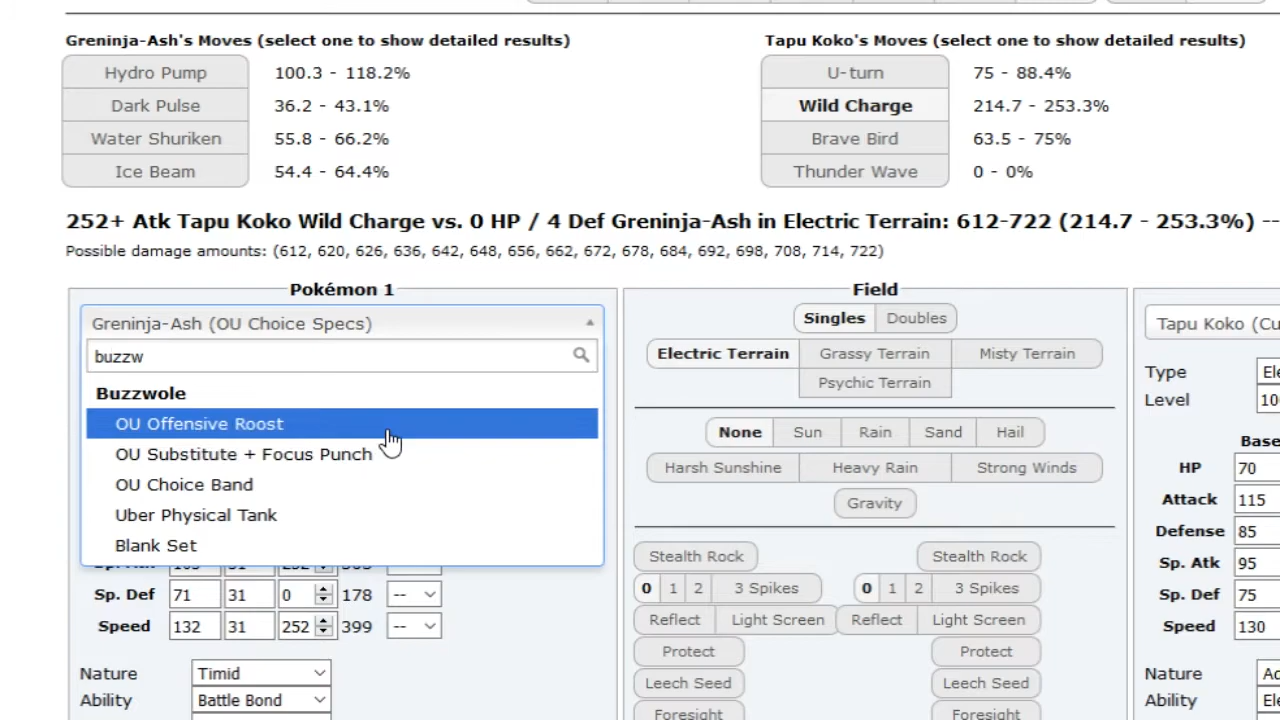 Greninja-Ash's Moves (select one to show detailed results)
Tapu Koko's Moves (select one to show detailed results)
Hydro Pump 100.3 - 118.2%
Dark Pulse 36.2 - 43.1%
Water Shuriken 55.8 - 66.2%
Ice Beam 54.4 - 64.4%
U-turn 75 - 88.4%
Wild Charge 214.7 - 253.3%
Brave Bird 63.5 - 75%
Thunder Wave 0 - 0%
252+ Atk Tapu Koko Wild Charge vs. 0 HP / 4 Def Greninja-Ash in Electric Terrain: 612-722 (214.7 - 253.3%) --
Possible damage amounts: (612, 620, 626, 636, 642, 648, 656, 662, 672, 678, 684, 692, 698, 708, 714, 722)
Pokémon 1
Greninja-Ash (OU Choice Specs)
buzzw
Buzzwole
OU Offensive Roost
OU Substitute + Focus Punch
OU Choice Band
Uber Physical Tank
Blank Set
Sp. Def 71 31 0 178 --
Speed 132 31 252 399 --
Nature Timid
Ability Battle Bond
Field
Singles Doubles
Electric Terrain Grassy Terrain Misty Terrain
Psychic Terrain
None Sun Rain Sand Hail
Harsh Sunshine Heavy Rain Strong Winds
Gravity
Stealth Rock Stealth Rock
0 1 2 3 Spikes 0 1 2 3 Spikes
Reflect Light Screen Reflect Light Screen
Protect Protect
Leech Seed Leech Seed
Foresight Foresight
Tapu Koko (Cu
Type Ele
Level 10
Base
HP 70
Attack 115
Defense 85
Sp. Atk 95
Sp. Def 75
Speed 130
Nature Ad
Ability Ele